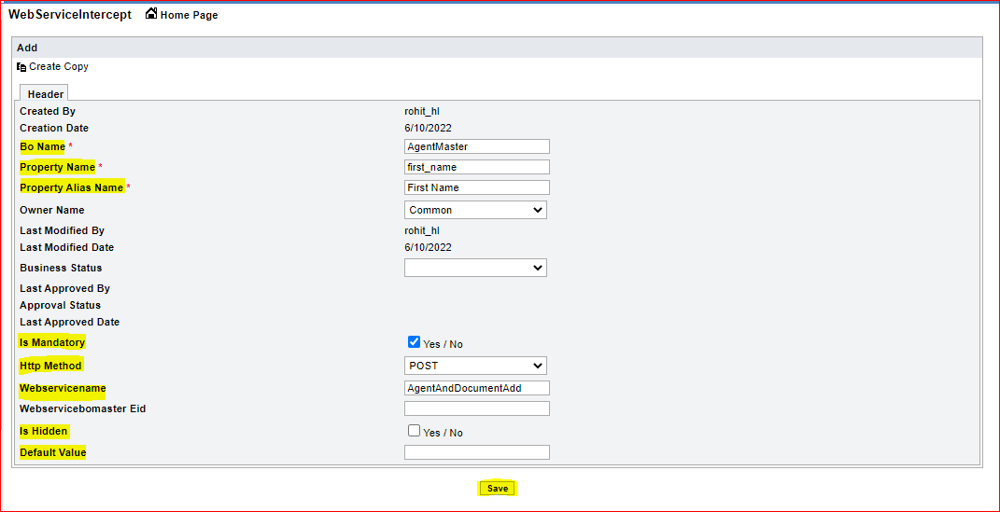 WebServiceIntercept Home Page
Add
Create Copy
Header
Created By rohit_hl
Creation Date 6/10/2022
Bo Name * AgentMaster
Property Name * first_name
Property Alias Name * First Name
Owner Name Common
Last Modified By rohit_hl
Last Modified Date 6/10/2022
Business Status
Last Approved By
Approval Status
Last Approved Date
Is Mandatory Yes / No
Http Method POST
Webservicename AgentAndDocumentAdd
Webservicebomaster Eid
Is Hidden Yes / No
Default Value
Save